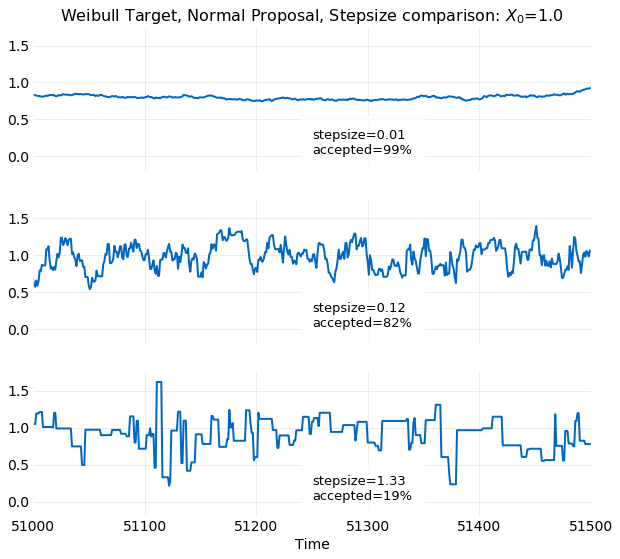 Weibull Target, Normal Proposal, Stepsize comparison: $X_0$=1.0
1.5
1.0
0.5
0.0
stepsize=0.01
accepted=99%
1.5
1.0
0.5
0.0
stepsize=0.12
accepted=82%
1.5
1.0
0.5
0.0
stepsize=1.33
accepted=19%
51000 51100 51200 51300 51400 51500
Time